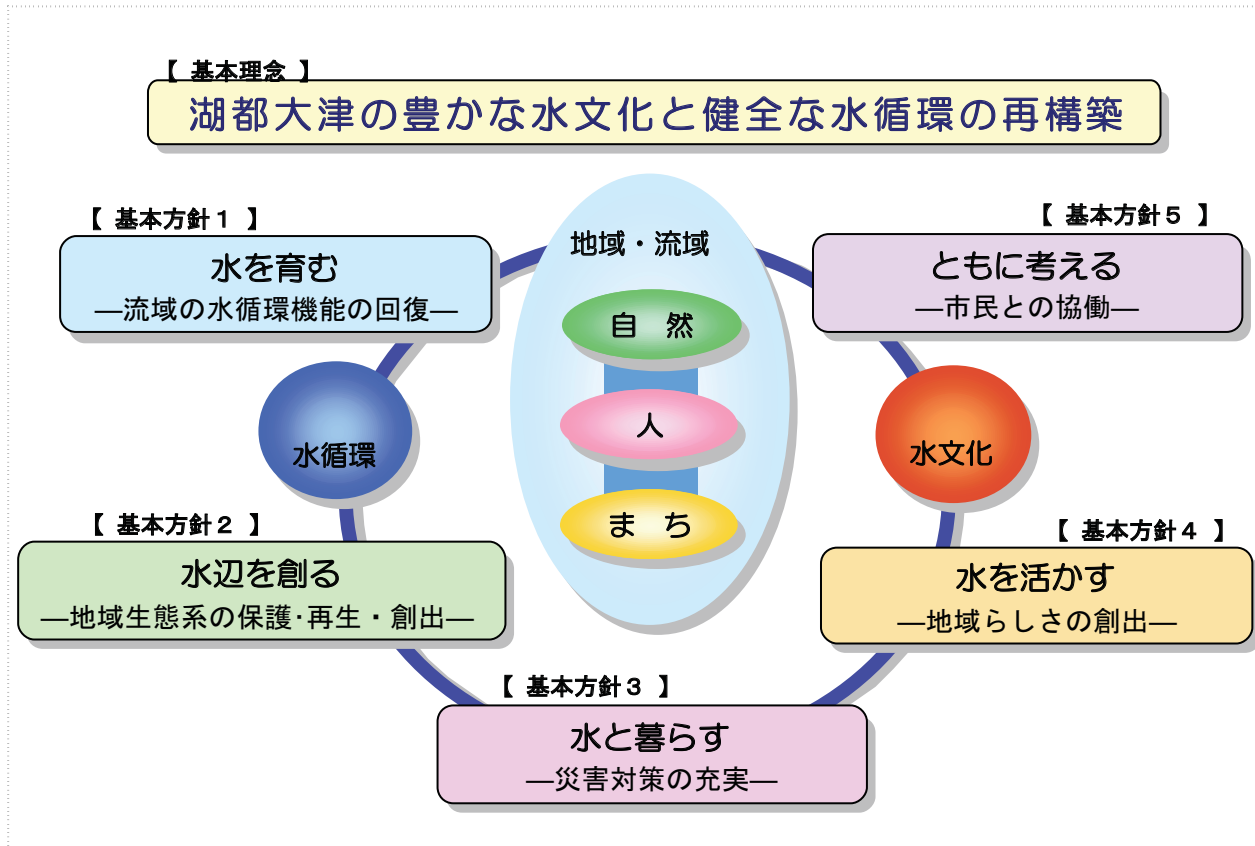 【 基本理念 】
湖都大津の豊かな水文化と健全な水循環の再構築
【 基本方針１ 】
水を育む
―流域の水循環機能の回復―
【 基本方針５ 】
ともに考える
―市民との協働―
地域・流域
自　然
人
ま　ち
水循環
水文化
【 基本方針２ 】
水辺を創る
―地域生態系の保護・再生・創出―
【 基本方針４ 】
水を活かす
―地域らしさの創出―
【 基本方針３ 】
水と暮らす
―災害対策の充実―